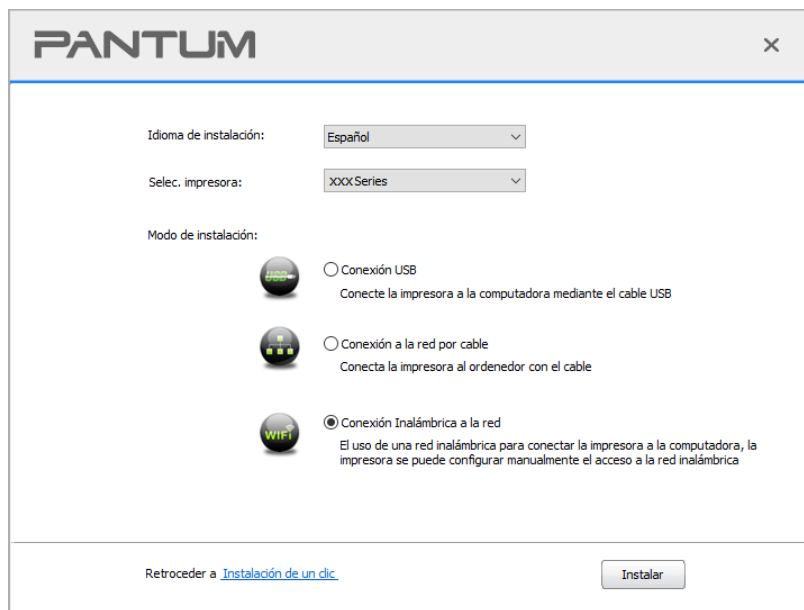 PANTUM
Idioma de instalación:
Español
Selec. impresora:
XXX Series
Modo de instalación:
USB
Conexión USB
Conecte la impresora a la computadora mediante el cable USB
Conexión a la red por cable
Conecta la impresora al ordenedor con el cable
WIFI
Conexión Inalámbrica a la red
El uso de una red inalámbrica para conectar la impresora a la computadora, la
impresora se puede configurar manualmente el acceso a la red inalámbrica
Retroceder a Instalación de un clic
Instalar